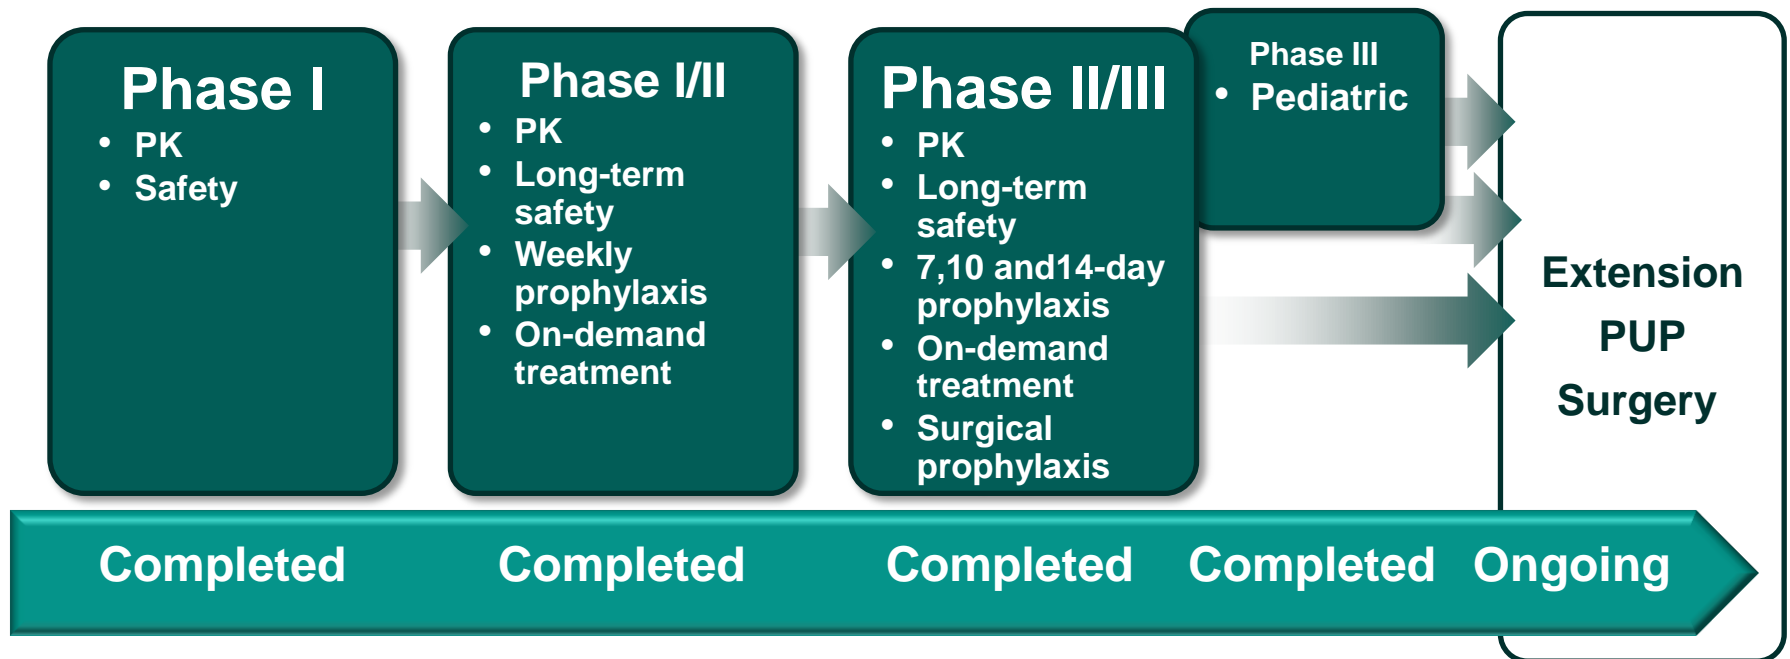 Phase I
• PK
• Safety
Phase I/II
• PK
• Long-term
safety
• Weekly
prophylaxis
• On-demand
treatment
Phase II/III
• PK
• Long-term
safety
• 7,10 and14-day
prophylaxis
• On-demand
treatment
• Surgical
prophylaxis
Phase III
• Pediatric
Extension
PUP
Surgery
Completed Completed Completed Completed Ongoing